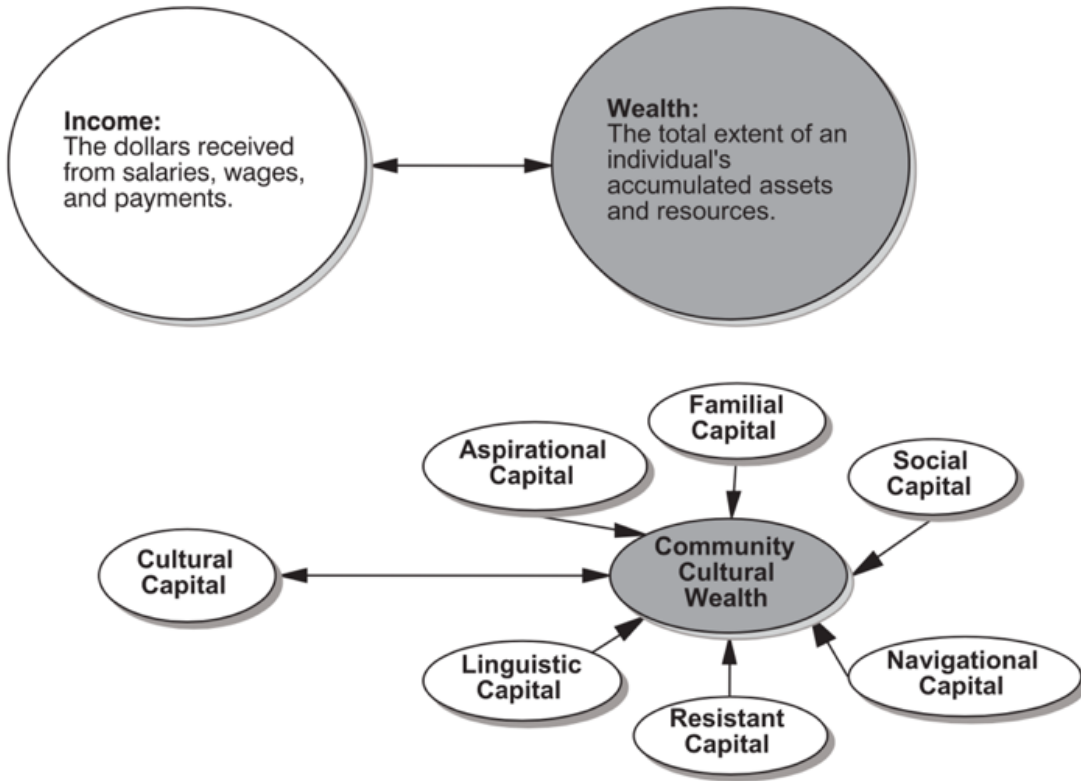 Income:
The dollars received
from salaries, wages,
and payments.
Wealth:
The total extent of an
individual's
accumulated assets
and resources.
Familial
Capital
Aspirational
Capital
Social
Capital
Cultural
Capital
Community
Cultural
Wealth
Linguistic
Capital
Navigational
Capital
Resistant
Capital